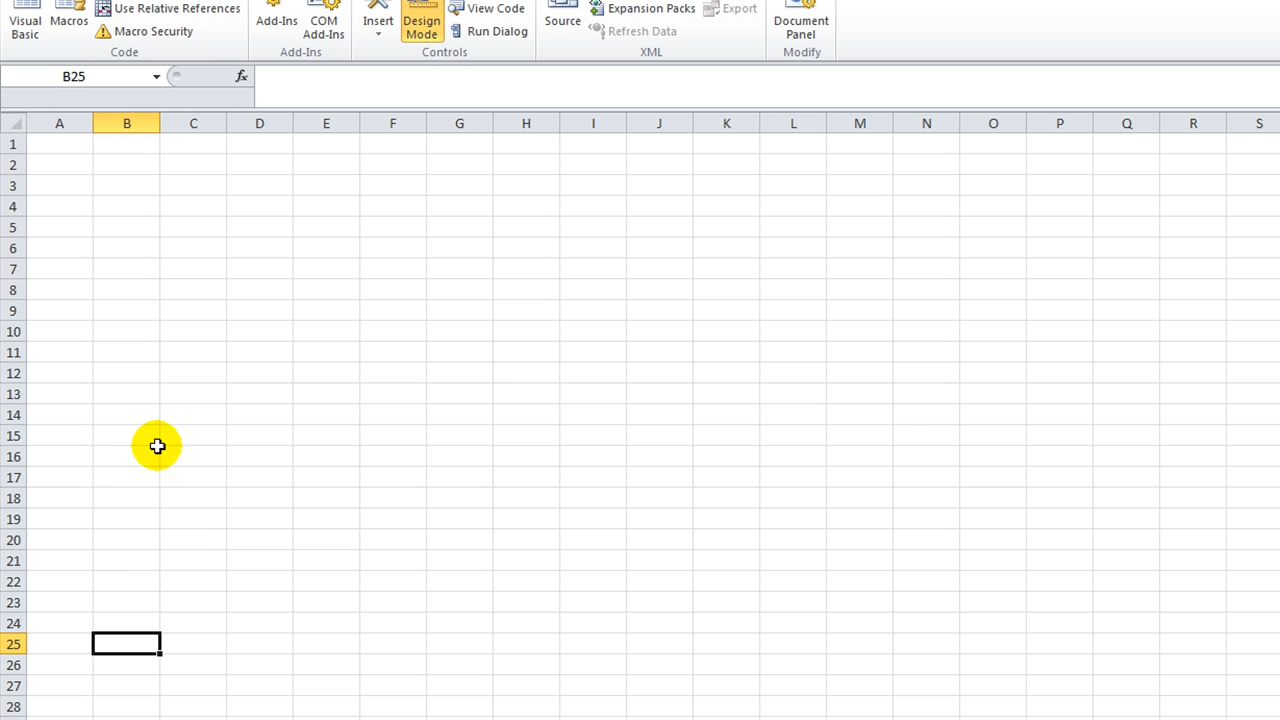 Use Relative References
View Code
Expansion Packs
Export
Visual Basic
Macros
Macro Security
Add-Ins
COM Add-Ins
Insert
Design Mode
Run Dialog
Source
Refresh Data
Document Panel
Code
Add-Ins
Controls
XML
Modify
B25
fx
A B C D E F G H I J K L M N O P Q R S
1
2
3
4
5
6
7
8
9
10
11
12
13
14
15
16
17
18
19
20
21
22
23
24
25
26
27
28